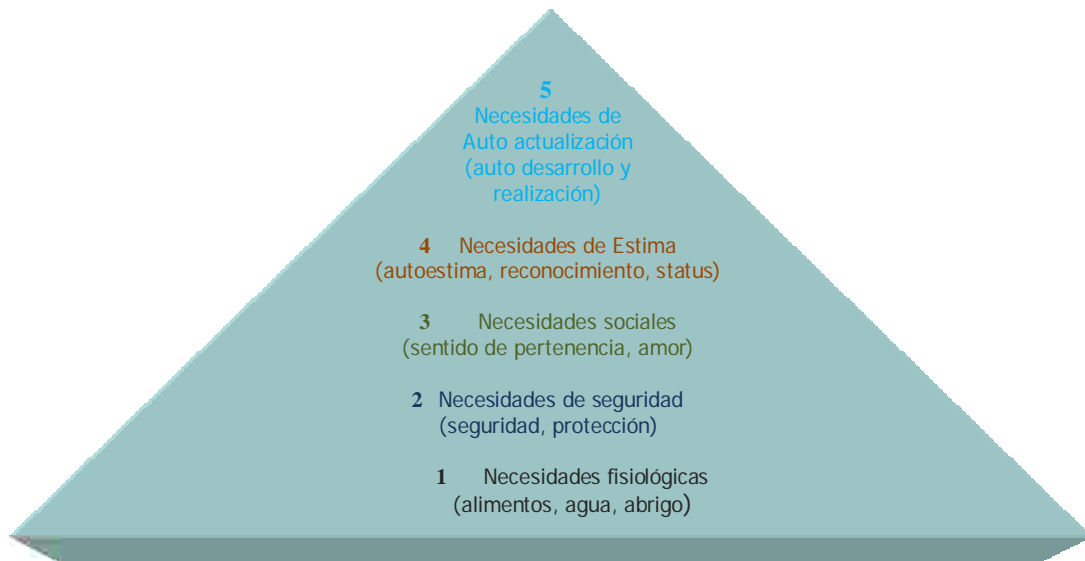 5
Necesidades de
Auto actualización
(auto desarrollo y
realización)
4 Necesidades de Estima
(autoestima, reconocimiento, status)
3 Necesidades sociales
(sentido de pertenencia, amor)
2 Necesidades de seguridad
(seguridad, protección)
1 Necesidades fisiológicas
(alimentos, agua, abrigo)